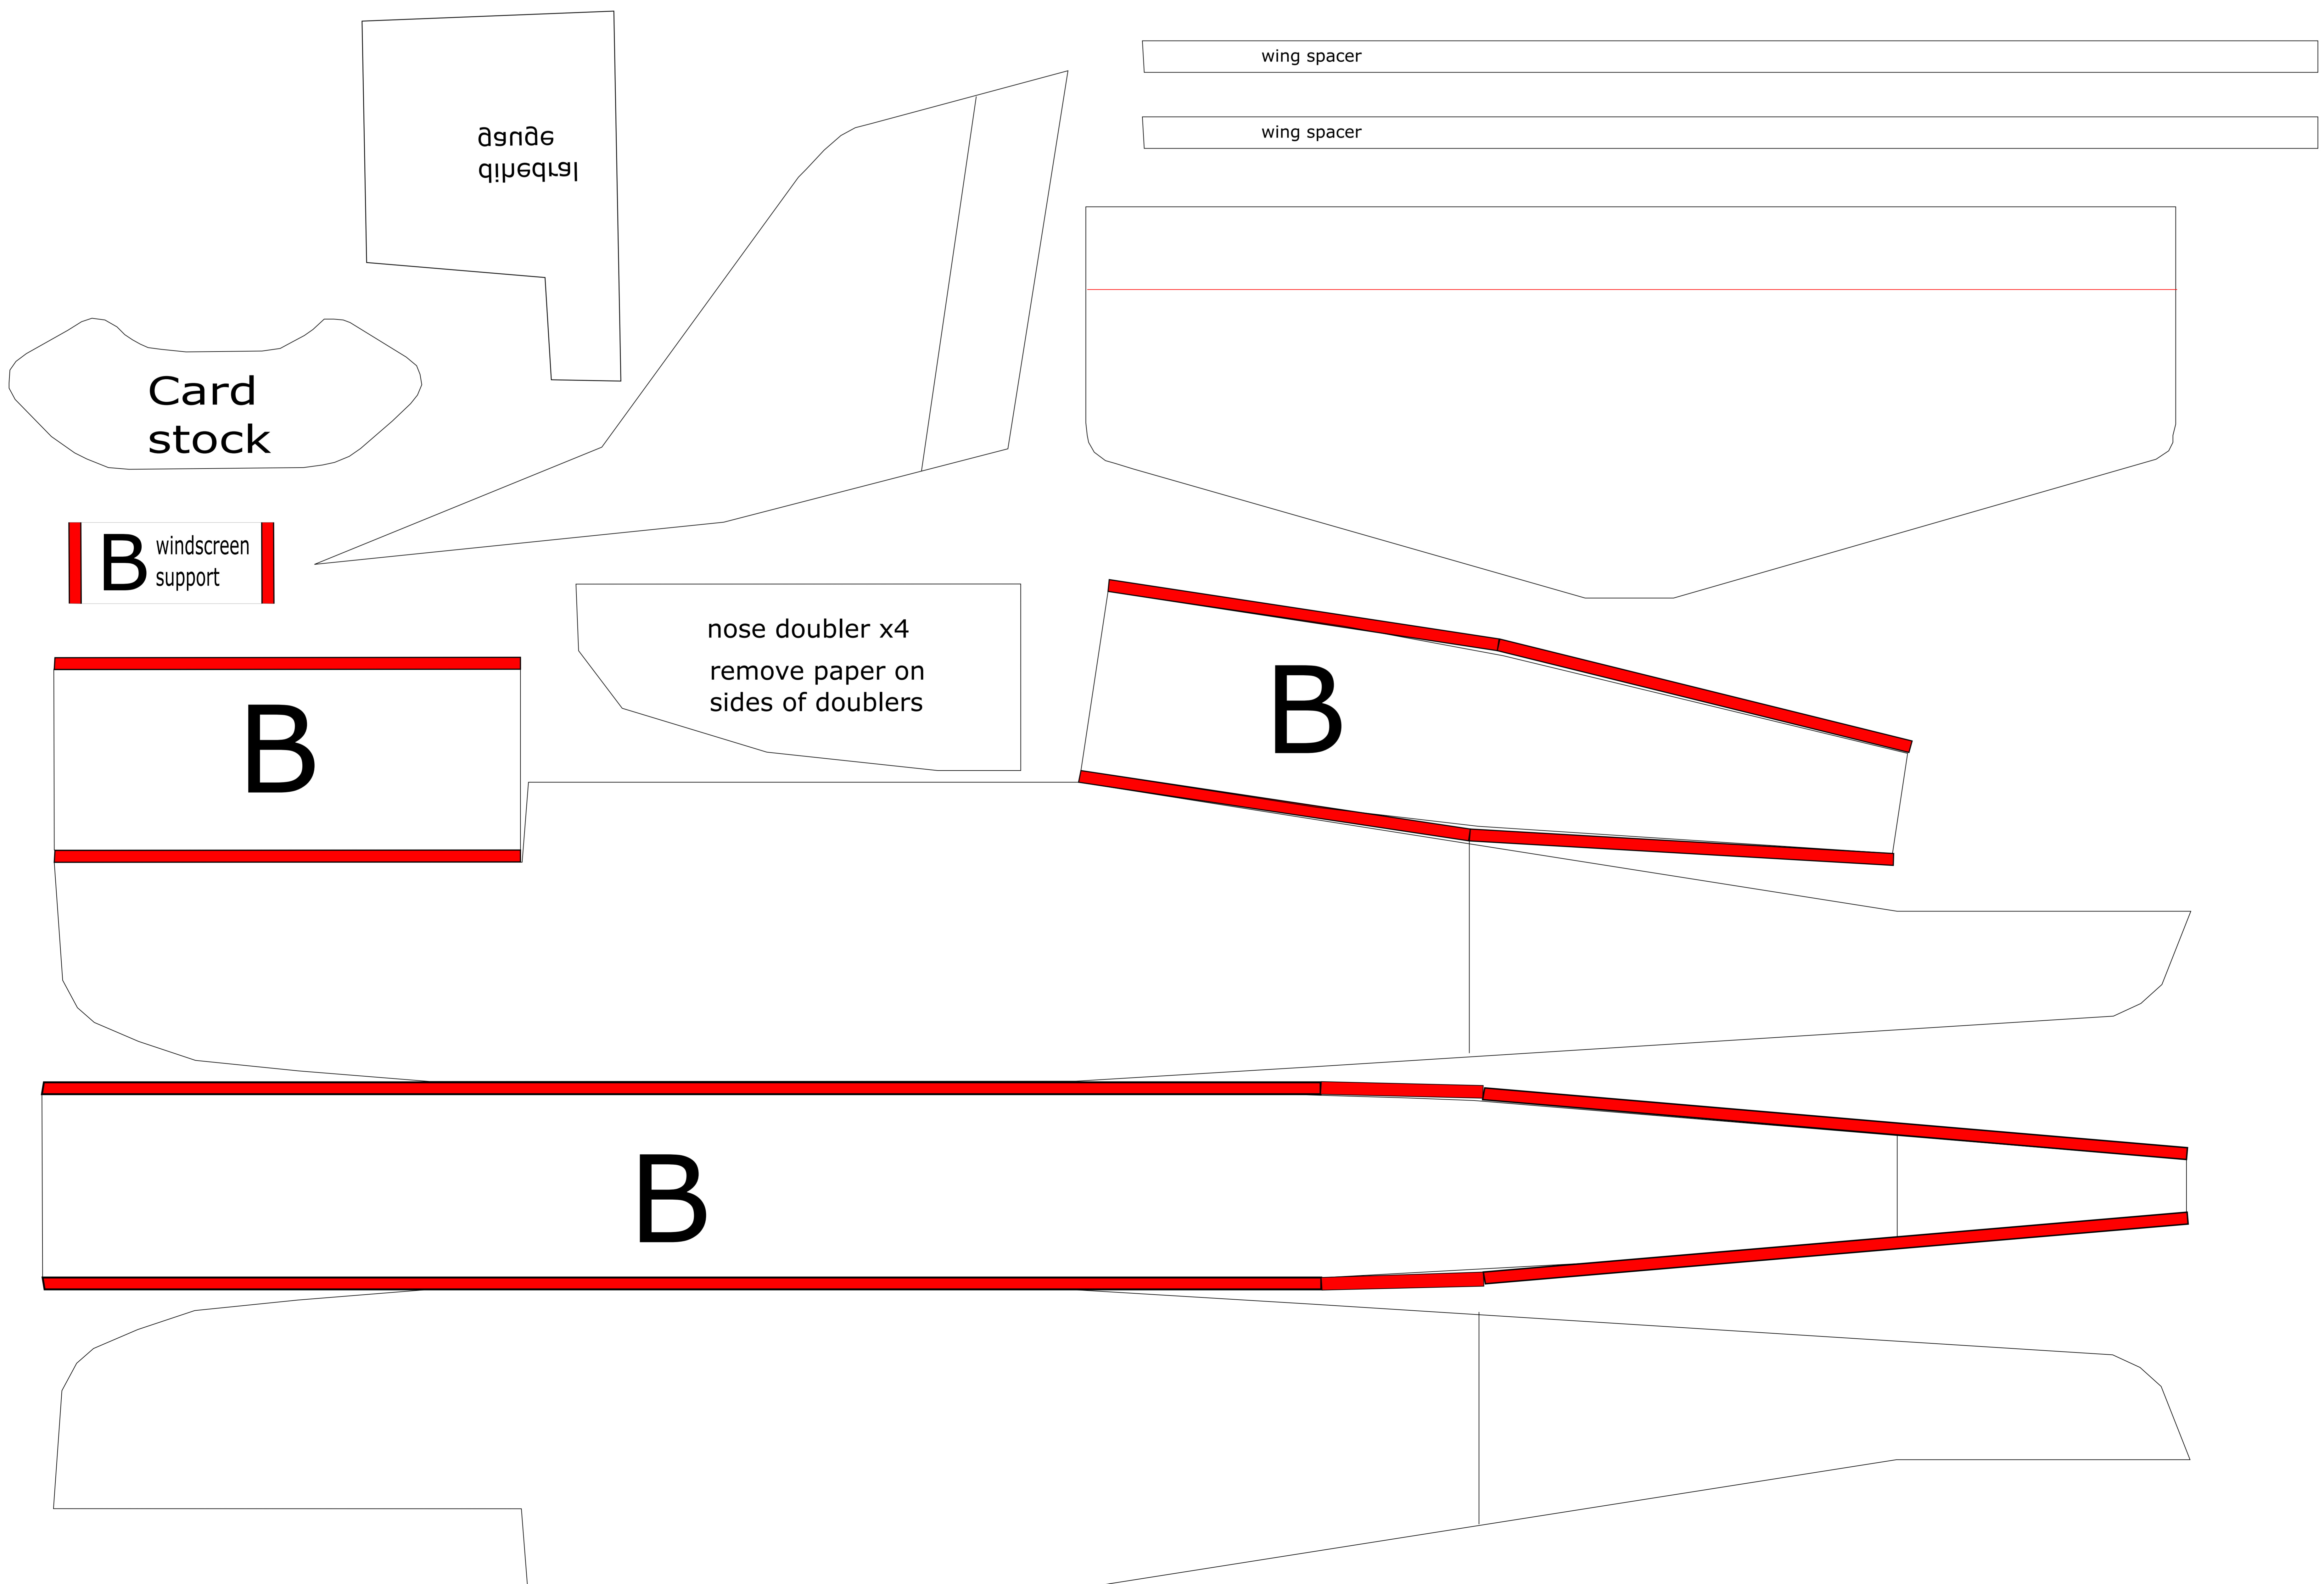 wing spacer
wing spacer
gauge
dihedral
Card
stock
B
windscreen
support
nose doubler x4
remove paper on
sides of doublers
B
B
B